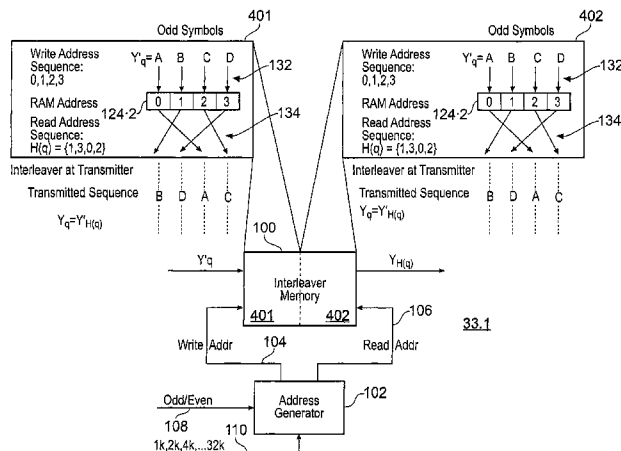 Odd Symbols 401
Write Address Y'q= A B C D
Sequence:
0,1,2,3
132
RAM Address
124·2
0 1 2 3
Read Address
Sequence:
H(q) = {1,3,0,2}
134
Interleaver at Transmitter
Transmitted Sequence
B D A C
Yq=Y'H(q)
Odd Symbols 402
Write Address Y'q= A B C D
Sequence:
0,1,2,3
132
RAM Address
124·2
0 1 2 3
Read Address
Sequence:
H(q) = {1,3,0,2}
134
Interleaver at Transmitter
Transmitted Sequence
B D A C
Yq=Y'H(q)
100
Y'q
Interleaver
Memory
YH(q)
401 402
106
33.1
Write Addr
104
Read Addr
Odd/Even
108
Address
Generator
102
110
1k,2k,4k,...32k